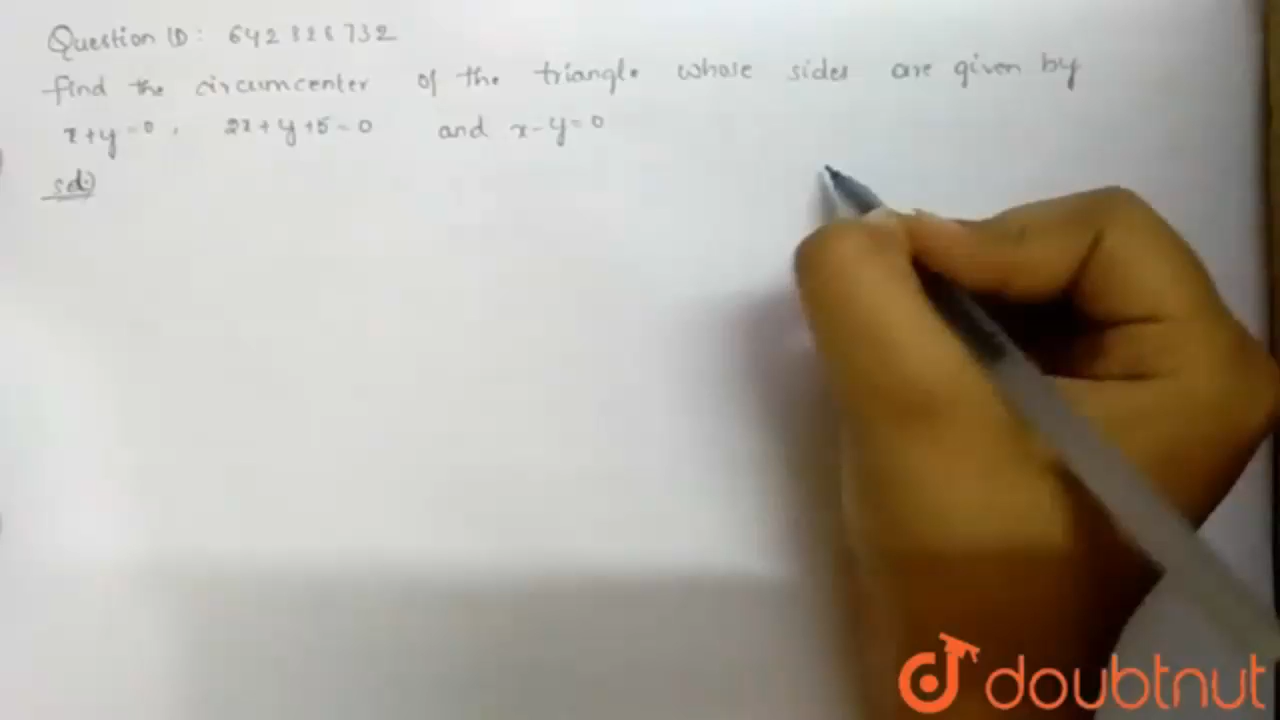 Question ID: 642828732
find the circumcenter of the triangle whose sides are given by
x+y=0, 2x+y+5=0 and x-y=0
sol)
doubtnut